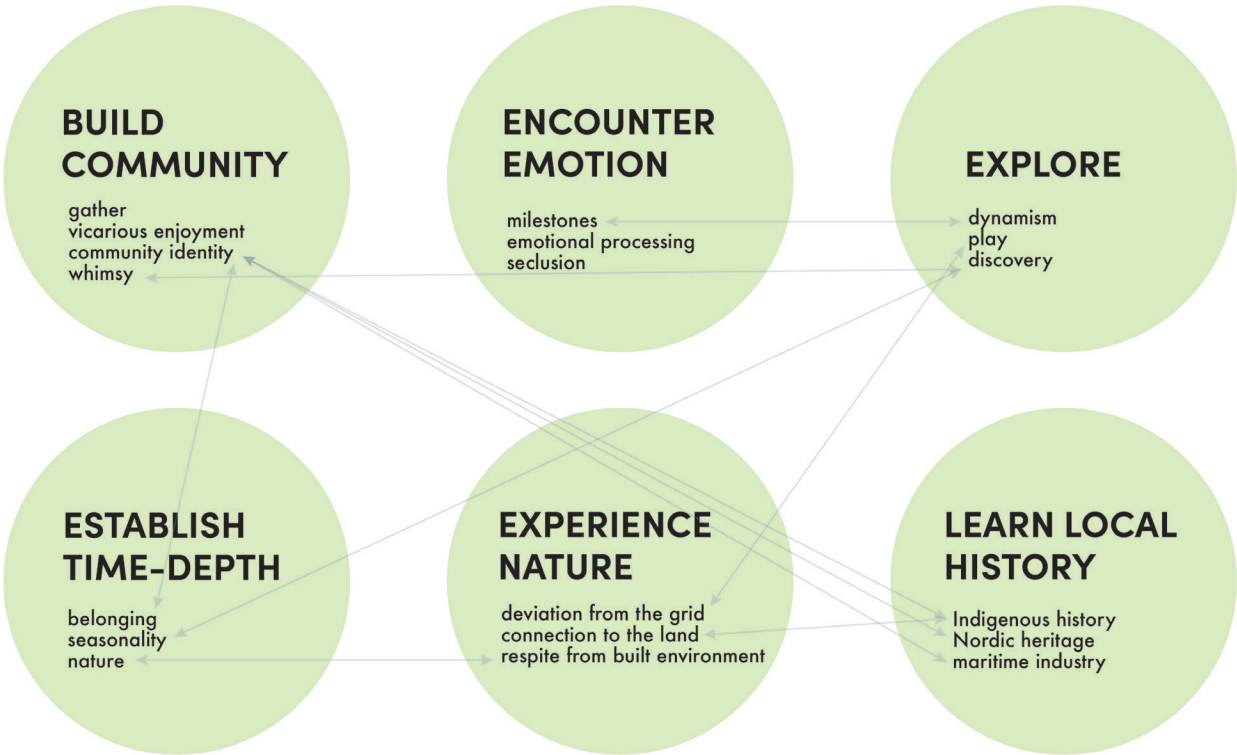 BUILD
COMMUNITY
gather
vicarious enjoyment
community identity
whimsy
ENCOUNTER
EMOTION
milestones
emotional processing
seclusion
EXPLORE
dynamism
play
discovery
ESTABLISH
TIME-DEPTH
belonging
seasonality
nature
EXPERIENCE
NATURE
deviation from the grid
connection to the land
respite from built environment
LEARN LOCAL
HISTORY
Indigenous history
Nordic heritage
maritime industry